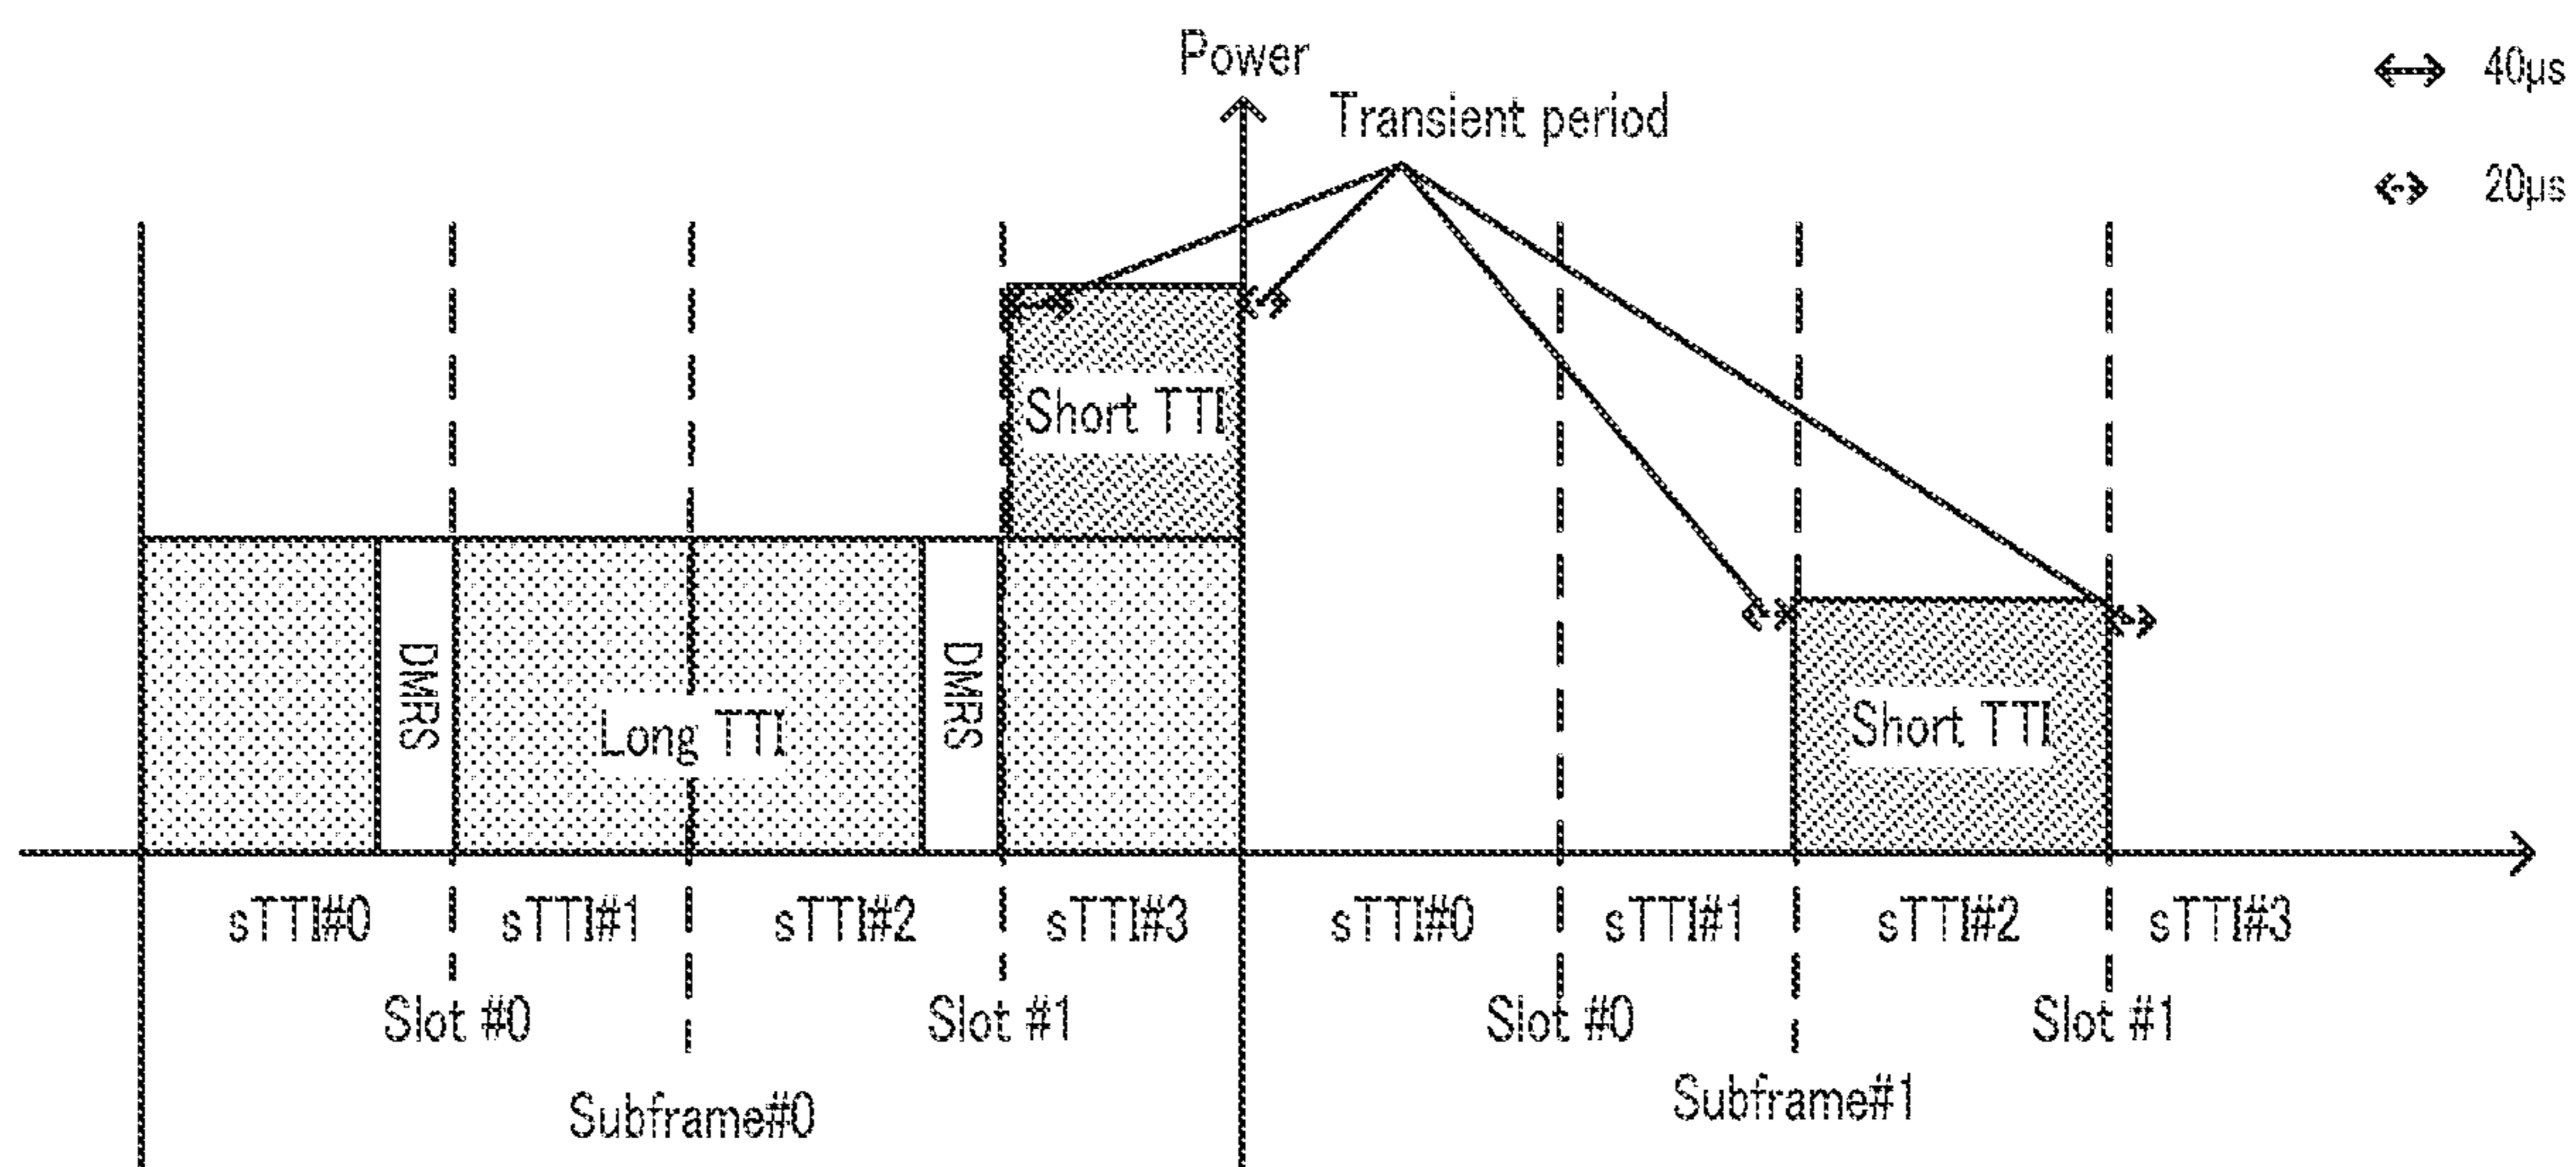 Power
40µs
Transient period
20µs
Short TTI
DMRS
DMRS
Long TTI
Short TTI
sTTI#0
sTTI#1
sTTI#2
sTTI#3
sTTI#0
sTTI#1
sTTI#2
sTTI#3
Slot #0
Slot #1
Slot #0
Slot #1
Subframe#0
Subframe#1